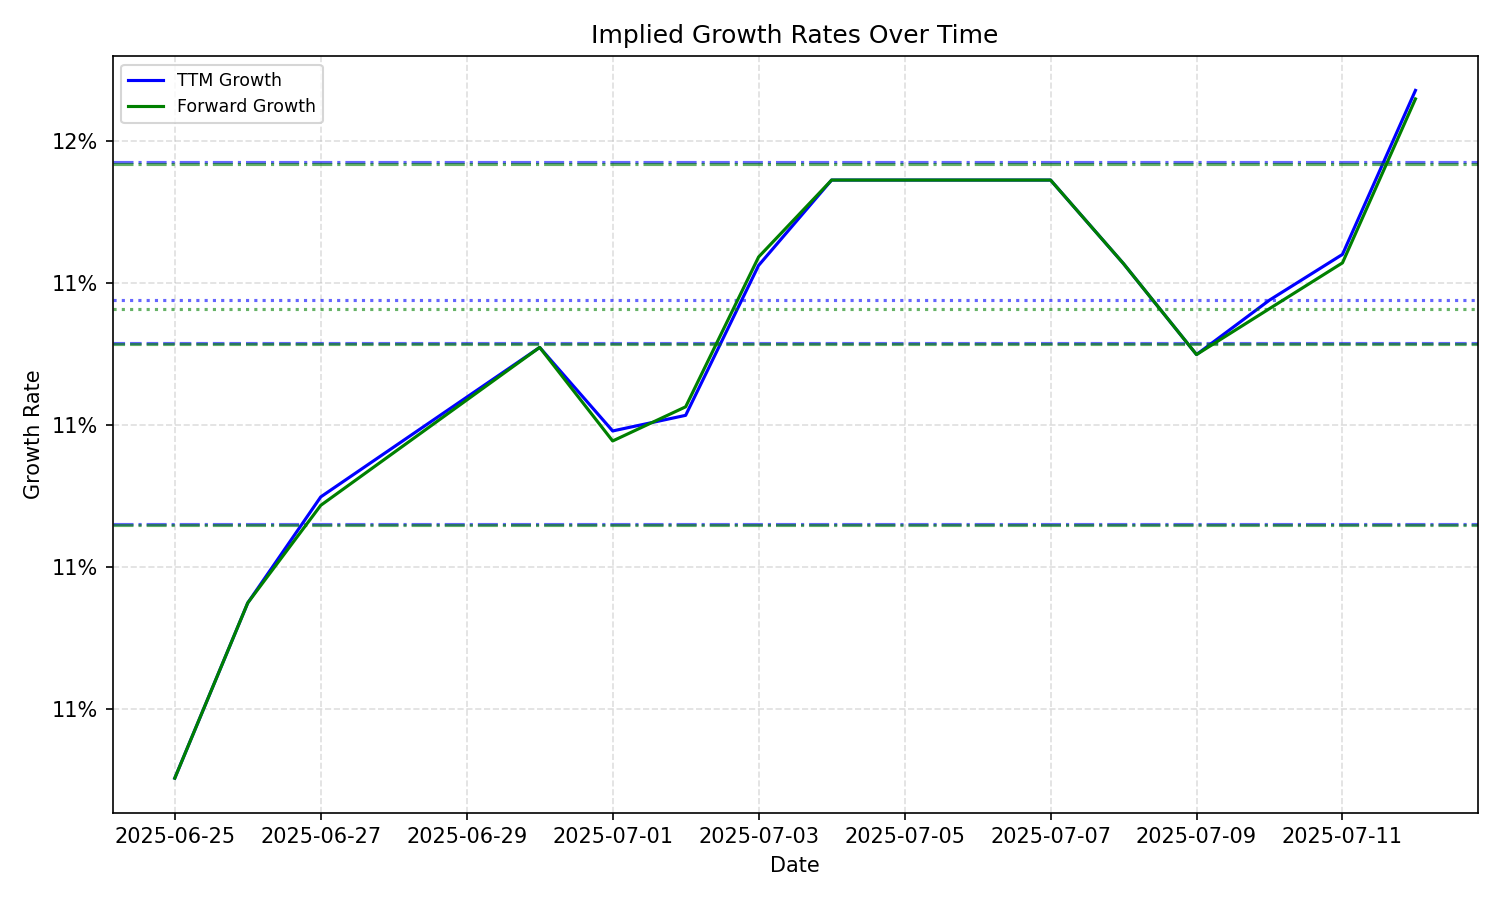 Implied Growth Rates Over Time
TTM Growth
Forward Growth
12%
11%
11%
11%
11%
Growth Rate
2025-06-25
2025-06-27
2025-06-29
2025-07-01
2025-07-03
2025-07-05
2025-07-07
2025-07-09
2025-07-11
Date